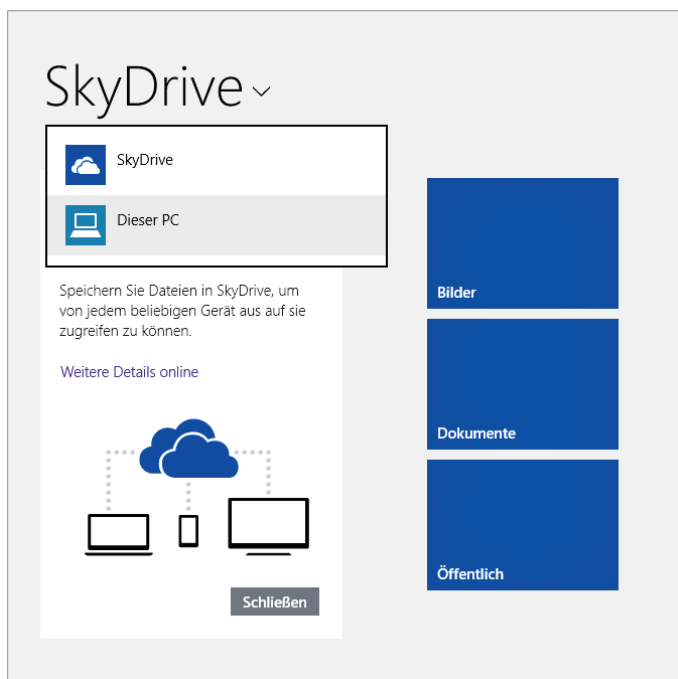 SkyDrive
SkyDrive
Dieser PC
Speichern Sie Dateien in SkyDrive, um
von jedem beliebigen Gerät aus auf sie
zugreifen zu können.
Weitere Details online
Schließen
Bilder
Dokumente
Öffentlich